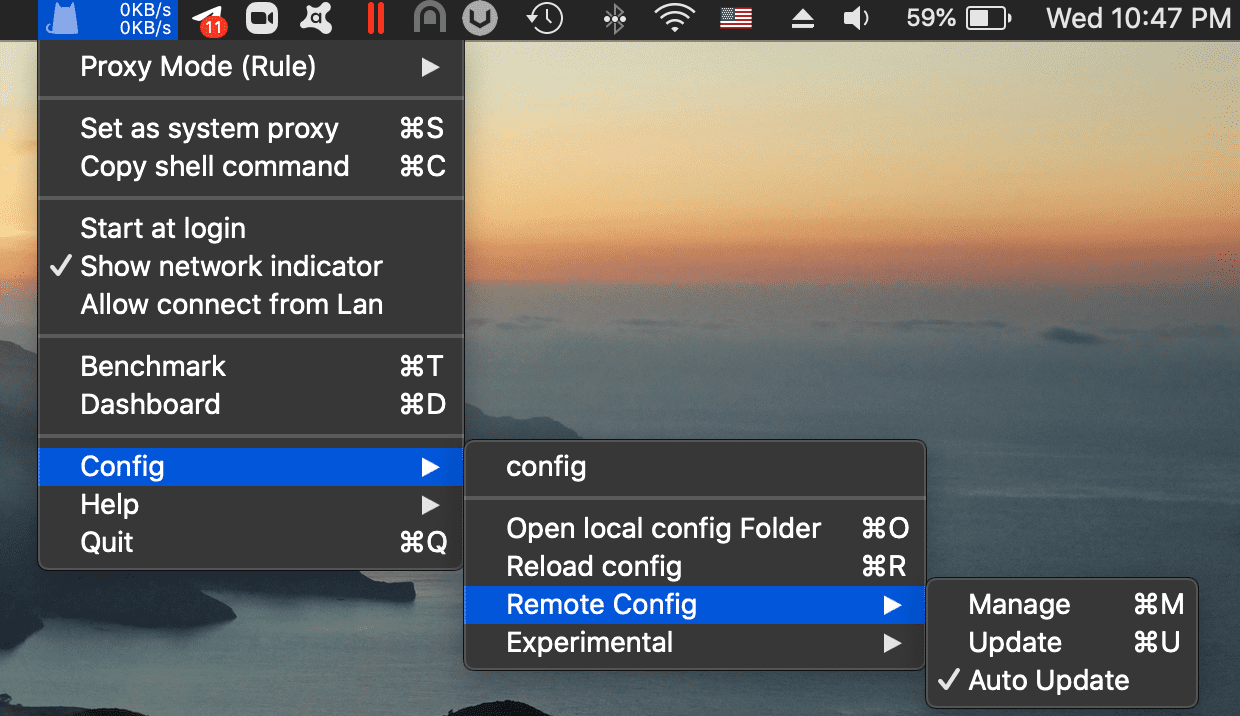 0KB/s
0KB/s
11
a
59%
Wed 10:47 PM
Proxy Mode (Rule)
Set as system proxy ⌘S
Copy shell command ⌘C
Start at login
Show network indicator
Allow connect from Lan
Benchmark ⌘T
Dashboard ⌘D
Config
Help
Quit ⌘Q
config
Open local config Folder ⌘O
Reload config ⌘R
Remote Config
Experimental
Manage ⌘M
Update ⌘U
Auto Update